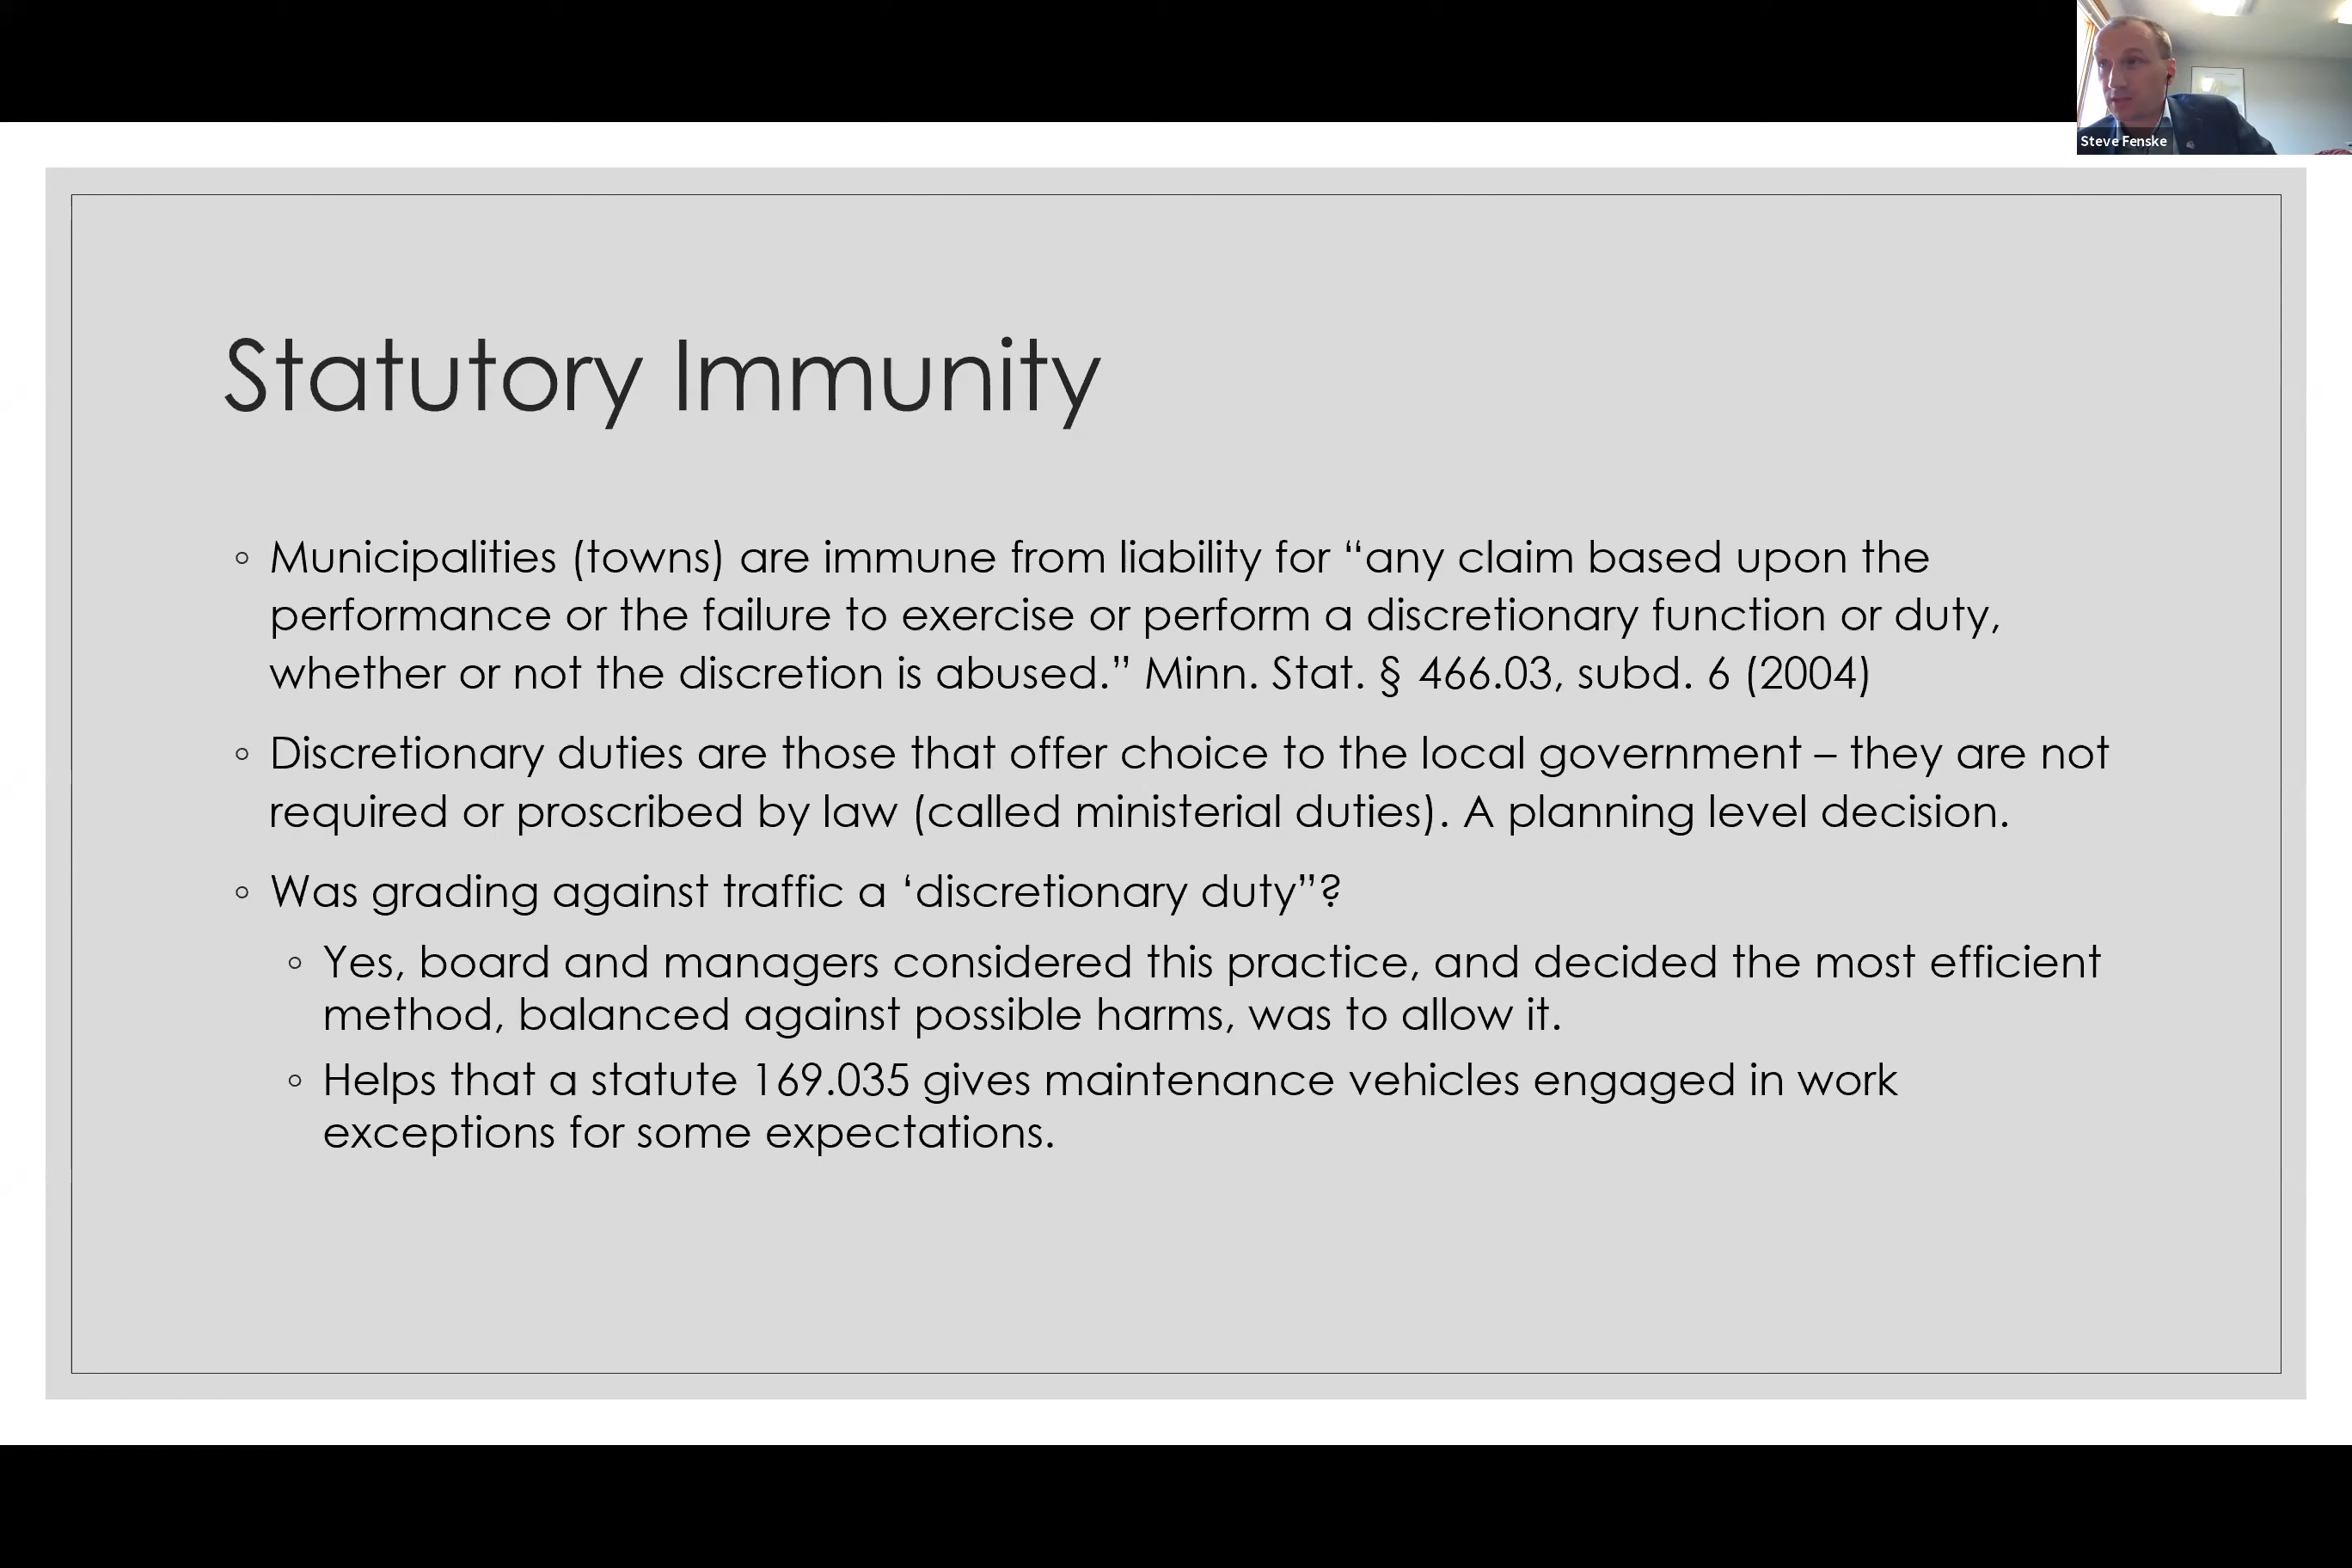 Steve Fenske
Statutory Immunity
◦ Municipalities (towns) are immune from liability for “any claim based upon the
performance or the failure to exercise or perform a discretionary function or duty,
whether or not the discretion is abused.” Minn. Stat. § 466.03, subd. 6 (2004)
◦ Discretionary duties are those that offer choice to the local government – they are not
required or proscribed by law (called ministerial duties). A planning level decision.
◦ Was grading against traffic a ‘discretionary duty”?
◦ Yes, board and managers considered this practice, and decided the most efficient
method, balanced against possible harms, was to allow it.
◦ Helps that a statute 169.035 gives maintenance vehicles engaged in work
exceptions for some expectations.